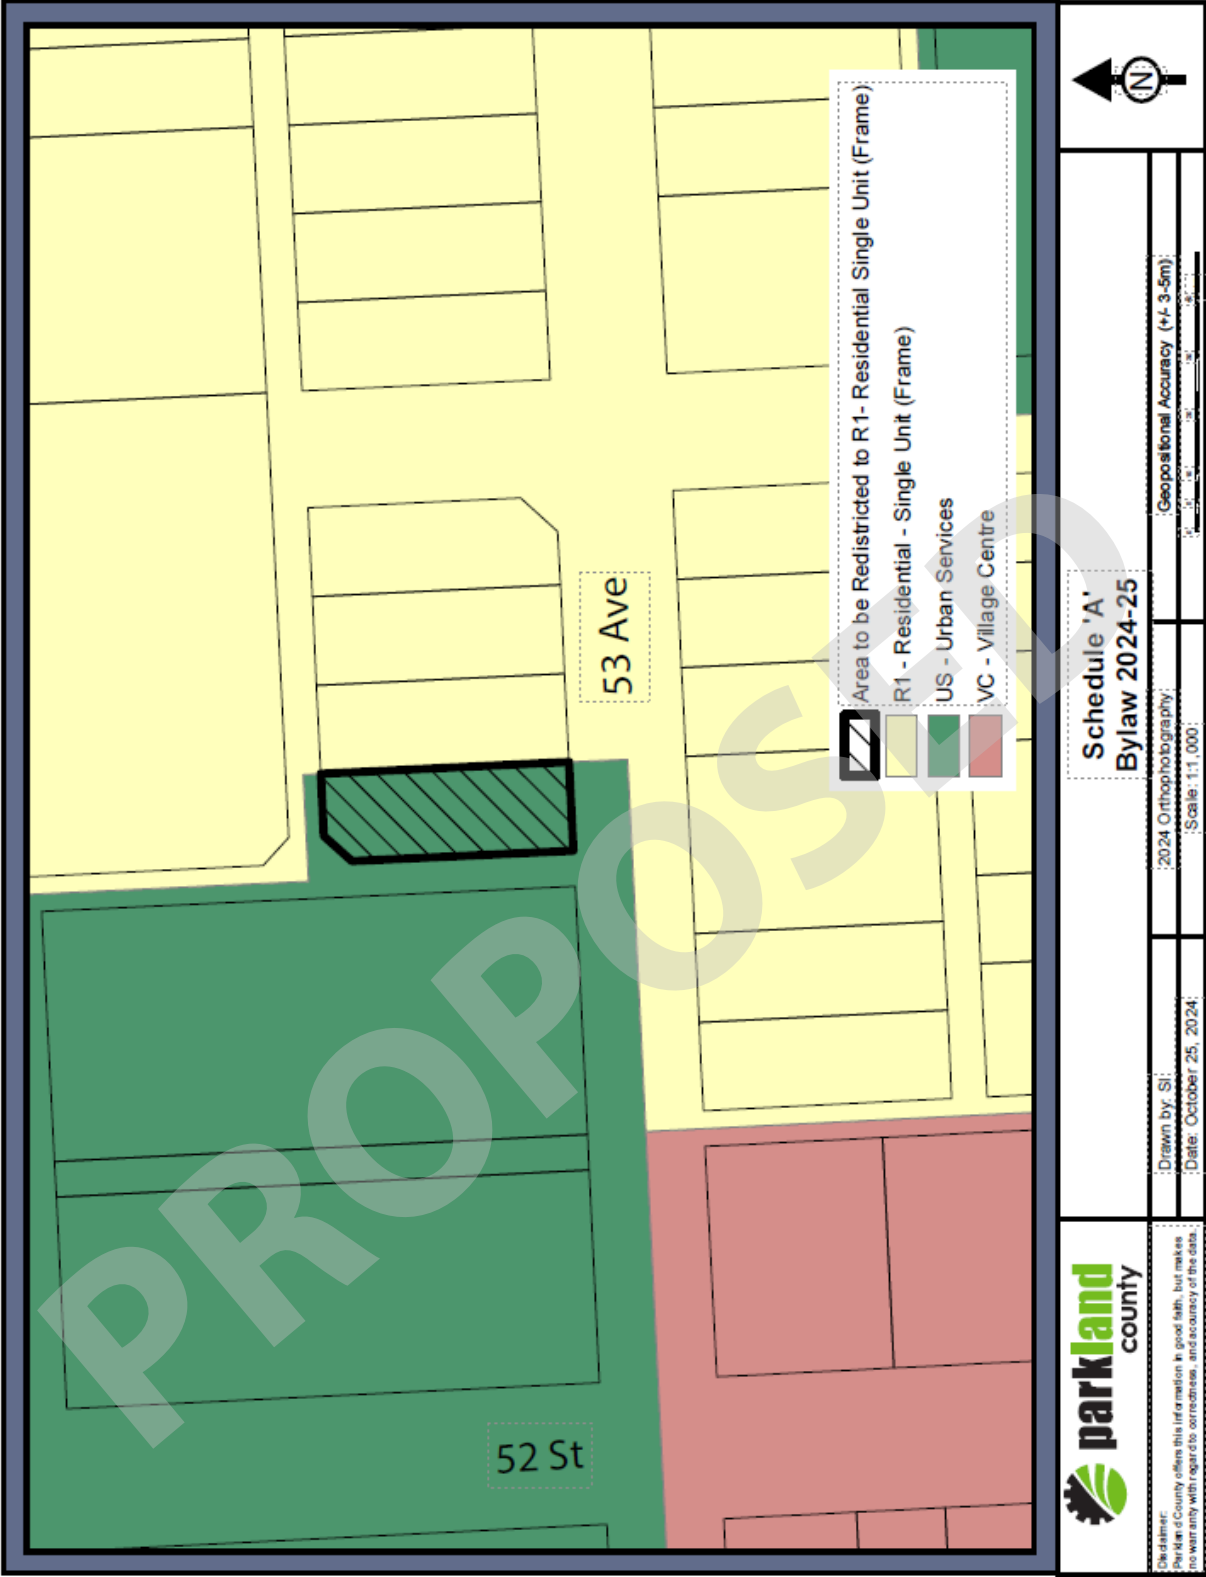 PROPOSED
52 St
53 Ave
Area to be Redistricted to R1- Residential Single Unit (Frame)
R1 - Residential - Single Unit (Frame)
US - Urban Services
VC - Village Centre
parkland
county
Disclaimer:
Parkland County offers this information in good faith, but makes
no warranty with regard to correctness, and accuracy of the data.
Schedule 'A'
Bylaw 2024-25
Drawn by: SI
Date: October 25, 2024
2024 Orthophotography
Scale: 1:1,000
Geopositional Accuracy (+/- 3-5m)
N